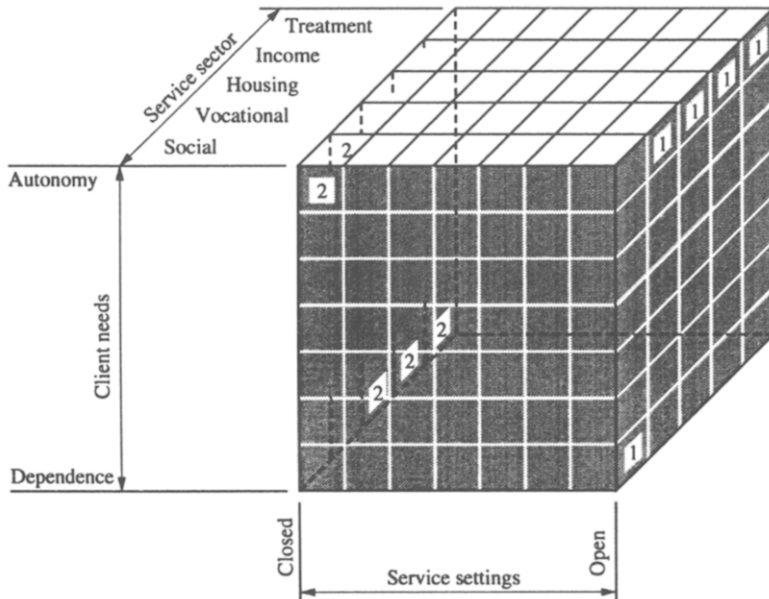 Treatment
Income
Housing
Vocational
Social
Service sector
1
1
1
1
2
Autonomy
2
Client needs
2
2
2
1
Dependence
Closed
Service settings
Open